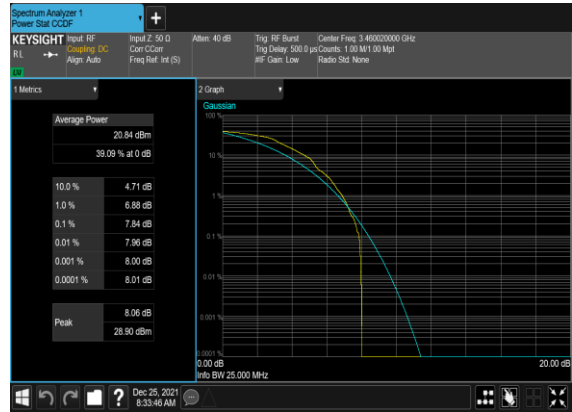 Spectrum Analyzer 1
Power Stat CCDF
KEYSIGHT Input: RF Input Z: 50 Ω Atten: 40 dB Trig: RF Burst Center Freq: 3.460020000 GHz
R L Coupling: DC Corr CCorr Trig Delay: 500.0 µs Counts: 1.00 M/1.00 Mpt
Align: Auto Freq Ref: Int (S) #IF Gain: Low Radio Std: None
1 Metrics
2 Graph
Average Power
20.84 dBm
39.09 % at 0 dB
10.0 % 4.71 dB
1.0 % 6.88 dB
0.1 % 7.84 dB
0.01 % 7.96 dB
0.001 % 8.00 dB
0.0001 % 8.01 dB
Peak 8.06 dB
28.90 dBm
Gaussian
100 %
10 %
1 %
0.1 %
0.01 %
0.001 %
0.0001 %
0.00 dB 20.00 dB
Info BW 25.000 MHz
? Dec 25, 2021
8:33:46 AM